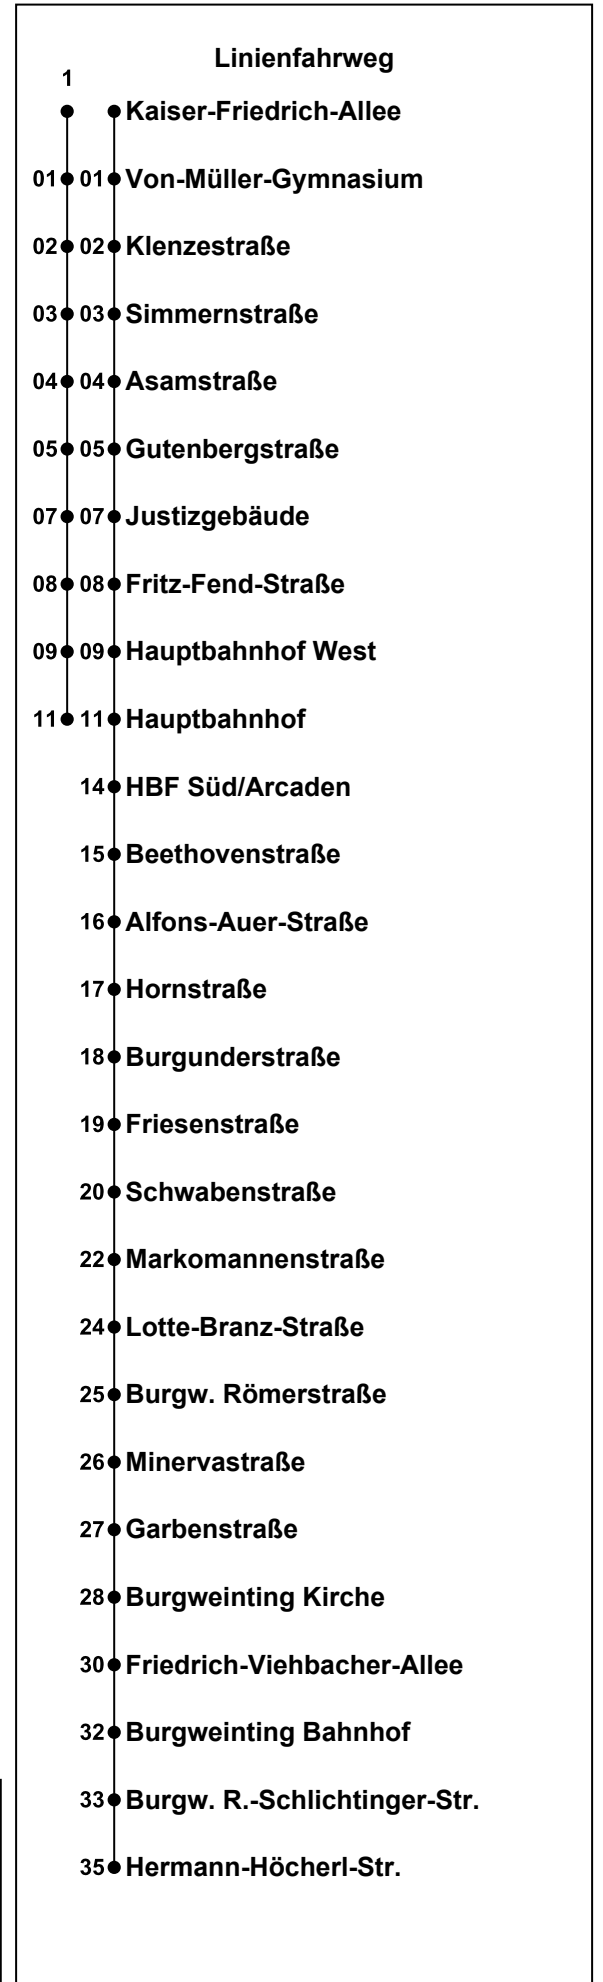 Linienfahrweg
1
Kaiser-Friedrich-Allee
01 01 Von-Müller-Gymnasium
02 02 Klenzestraße
03 03 Simmernstraße
04 04 Asamstraße
05 05 Gutenbergstraße
07 07 Justizgebäude
08 08 Fritz-Fend-Straße
09 09 Hauptbahnhof West
11 11 Hauptbahnhof
14 HBF Süd/Arcaden
15 Beethovenstraße
16 Alfons-Auer-Straße
17 Hornstraße
18 Burgunderstraße
19 Friesenstraße
20 Schwabenstraße
22 Markomannenstraße
24 Lotte-Branz-Straße
25 Burgw. Römerstraße
26 Minervastraße
27 Garbenstraße
28 Burgweinting Kirche
30 Friedrich-Viehbacher-Allee
32 Burgweinting Bahnhof
33 Burgw. R.-Schlichtinger-Str.
35 Hermann-Höcherl-Str.